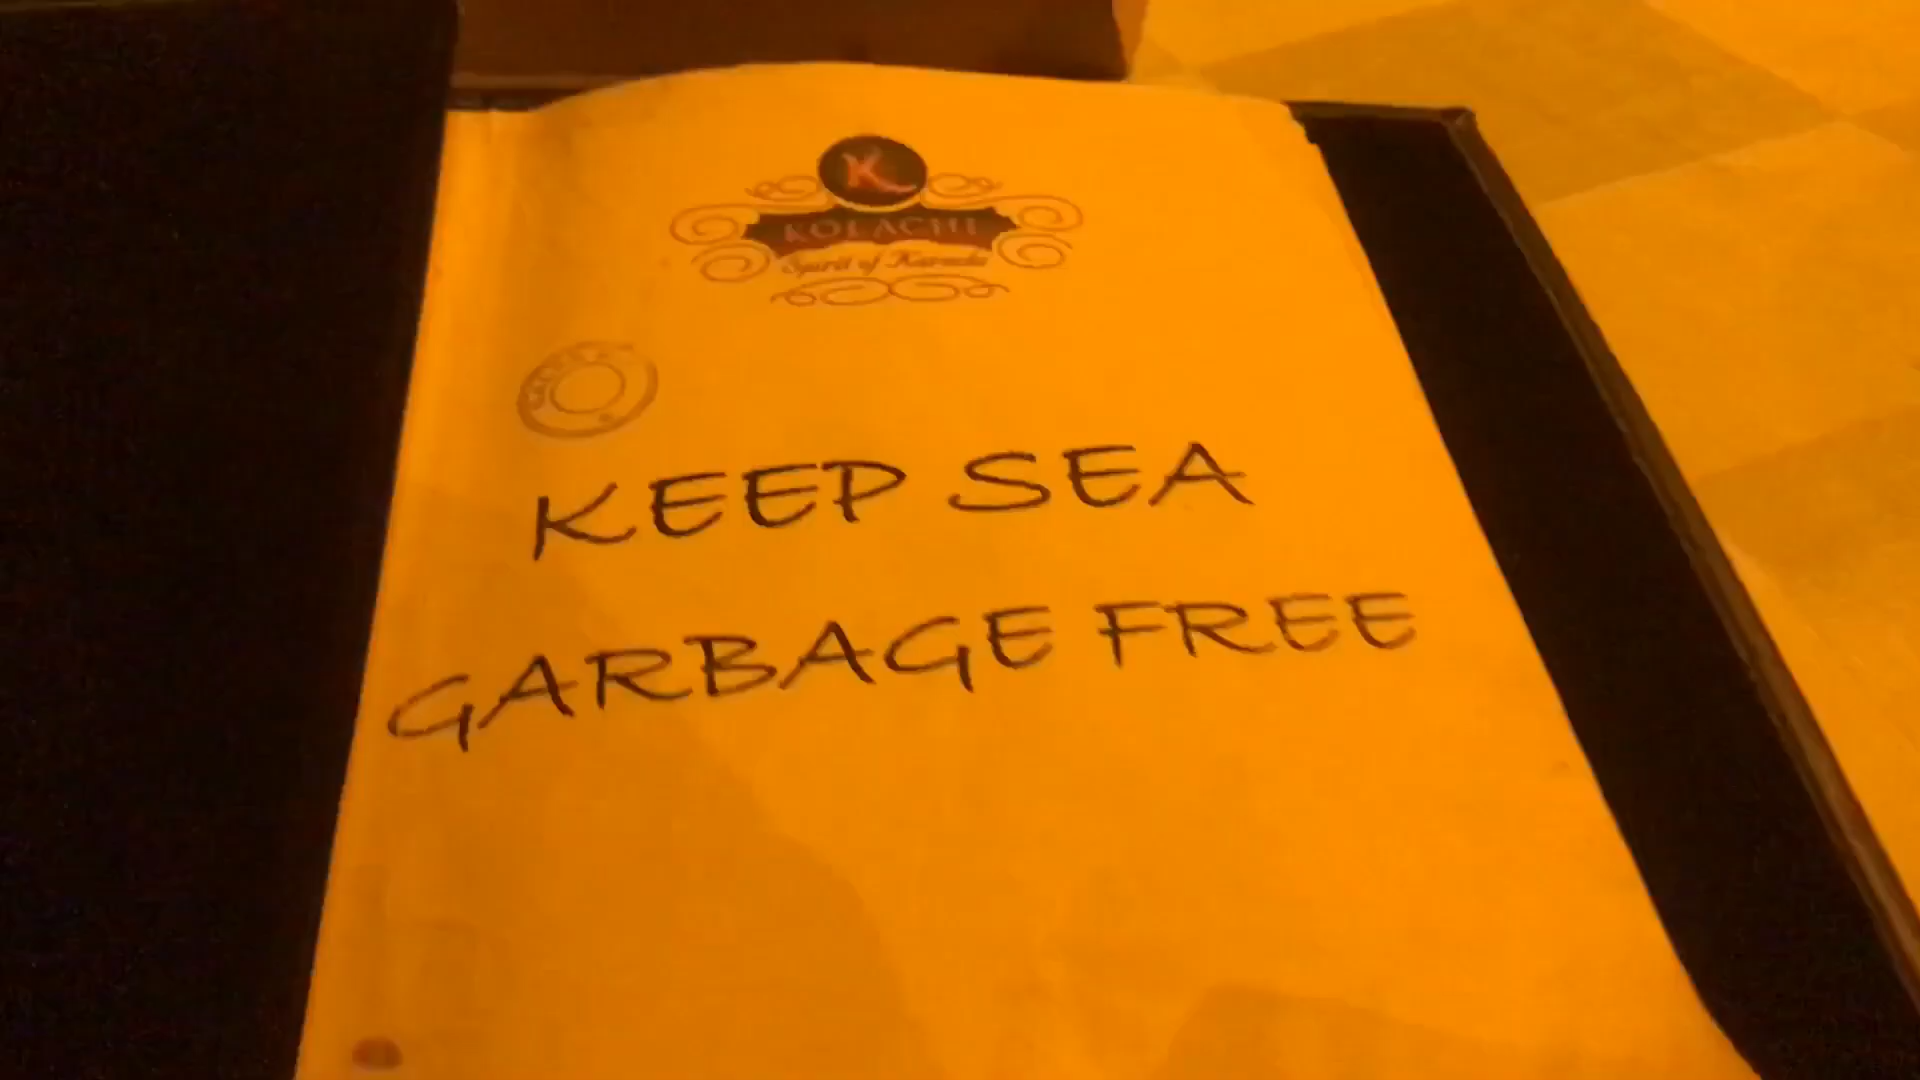 K
KOLACHI
Spirit of Karachi
KEEP SEA
GARBAGE FREE